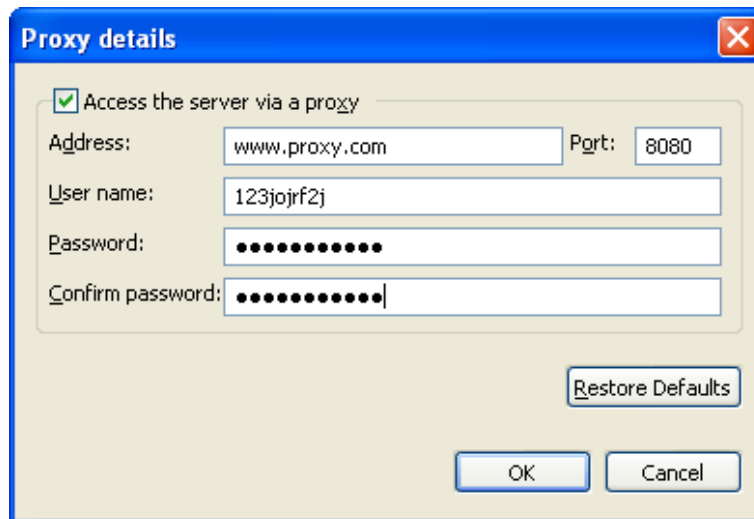 Proxy details
Access the server via a proxy
Address: www.proxy.com Port: 8080
User name: 123jojrf2j
Password: ●●●●●●●●●●●
Confirm password: ●●●●●●●●●●●
Restore Defaults
OK Cancel